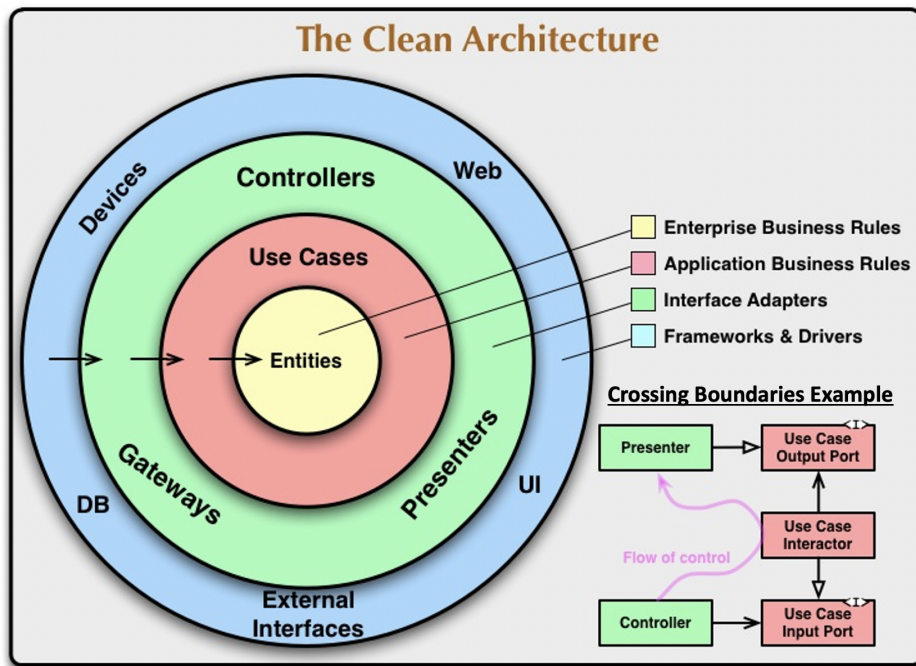 The Clean Architecture
Devices
Web
Controllers
Use Cases
Entities
Gateways
Presenters
DB
UI
External
Interfaces
Enterprise Business Rules
Application Business Rules
Interface Adapters
Frameworks & Drivers
Crossing Boundaries Example
Presenter
<I>
Use Case
Output Port
Use Case
Interactor
Flow of control
Controller
<I>
Use Case
Input Port